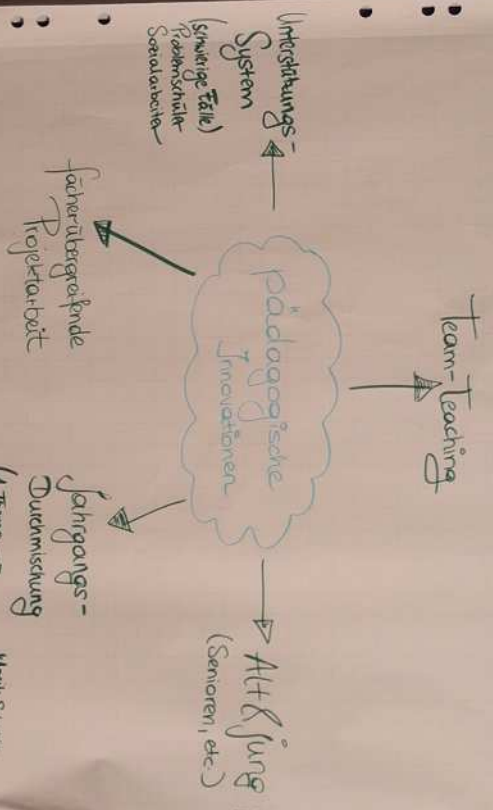 Team-Teaching
Unterstützungs-
System
(schwierige Fälle)
Problemschüler
Sozialarbeiter
pädagogische
Innovationen
Alt & Jung
(Senioren, etc.)
fächerübergreifende
Projektarbeit
Jahrgangs-
Durchmischung